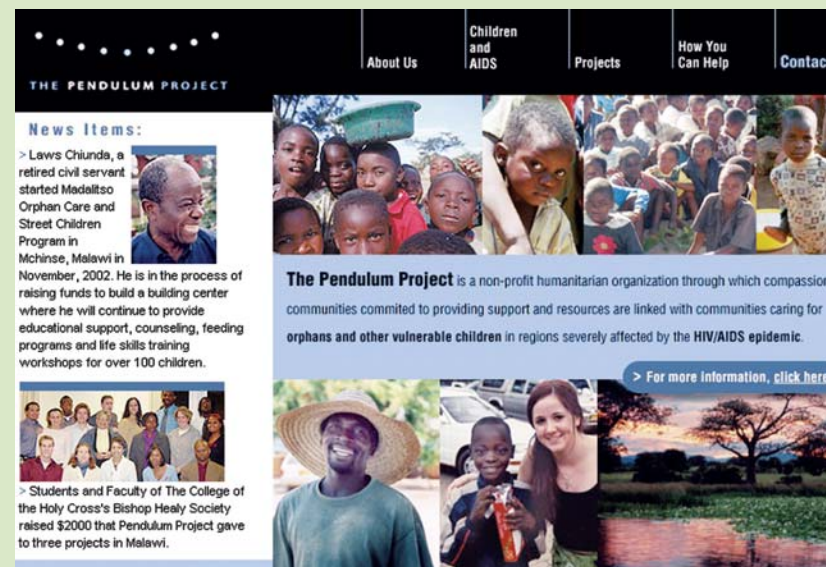 THE PENDULUM PROJECT
About Us
Children
and
AIDS
Projects
How You
Can Help
Contac
News Items:
> Laws Chiunda, a
retired civil servant
started Madalitso
Orphan Care and
Street Children
Program in
Mchinse, Malawi in
November, 2002. He is in the process of
raising funds to build a building center
where he will continue to provide
educational support, counseling, feeding
programs and life skills training
workshops for over 100 children.
> Students and Faculty of The College of
the Holy Cross's Bishop Healy Society
raised $2000 that Pendulum Project gave
to three projects in Malawi.
The Pendulum Project is a non-profit humanitarian organization through which compassion
communities commited to providing support and resources are linked with communities caring for
orphans and other vulnerable children in regions severely affected by the HIV/AIDS epidemic.
> For more information, click here